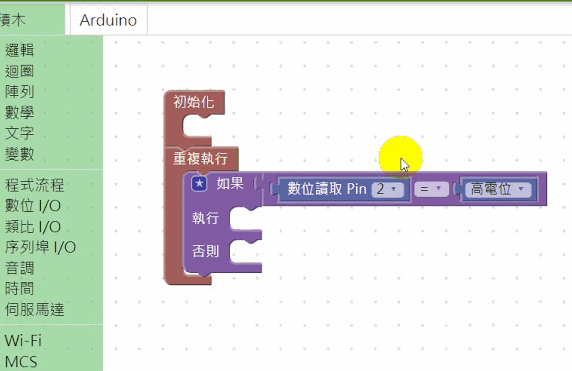 積木 Arduino
邏輯
迴圈
陣列
數學
文字
變數
程式流程
數位 I/O
類比 I/O
序列埠 I/O
音調
時間
伺服馬達
Wi-Fi
MCS
初始化
重複執行
如果 數位讀取 Pin 2 = 高電位
執行
否則